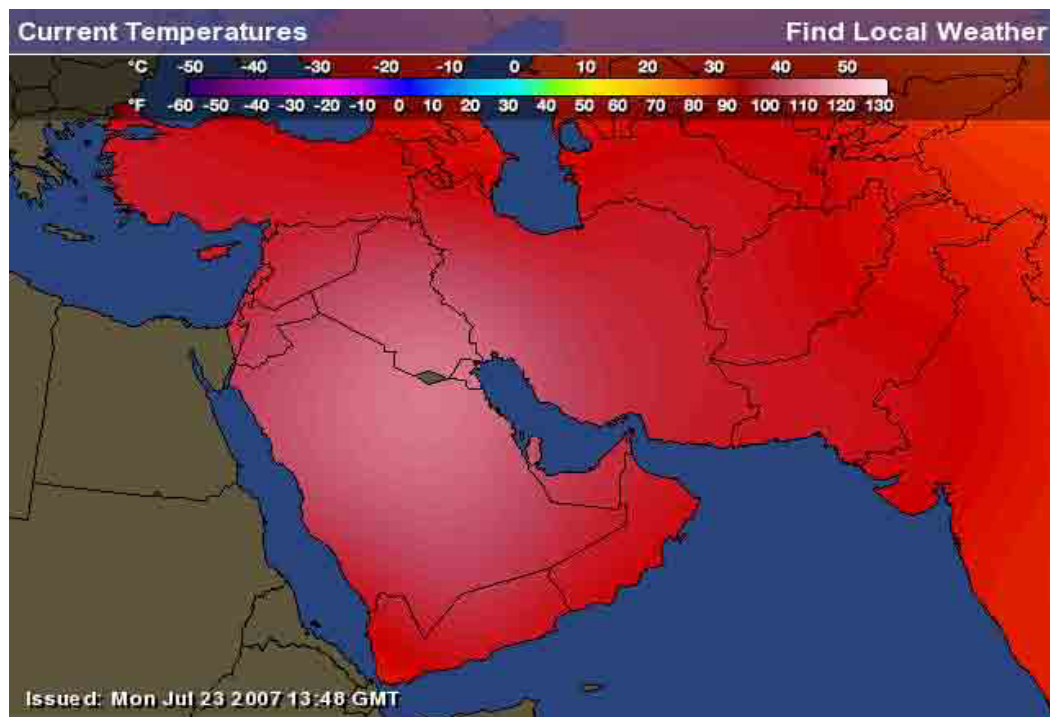 Current Temperatures Find Local Weather
°C -50 -40 -30 -20 -10 0 10 20 30 40 50
°F -60 -50 -40 -30 -20 -10 0 10 20 30 40 50 60 70 80 90 100 110 120 130
Issued: Mon Jul 23 2007 13:48 GMT